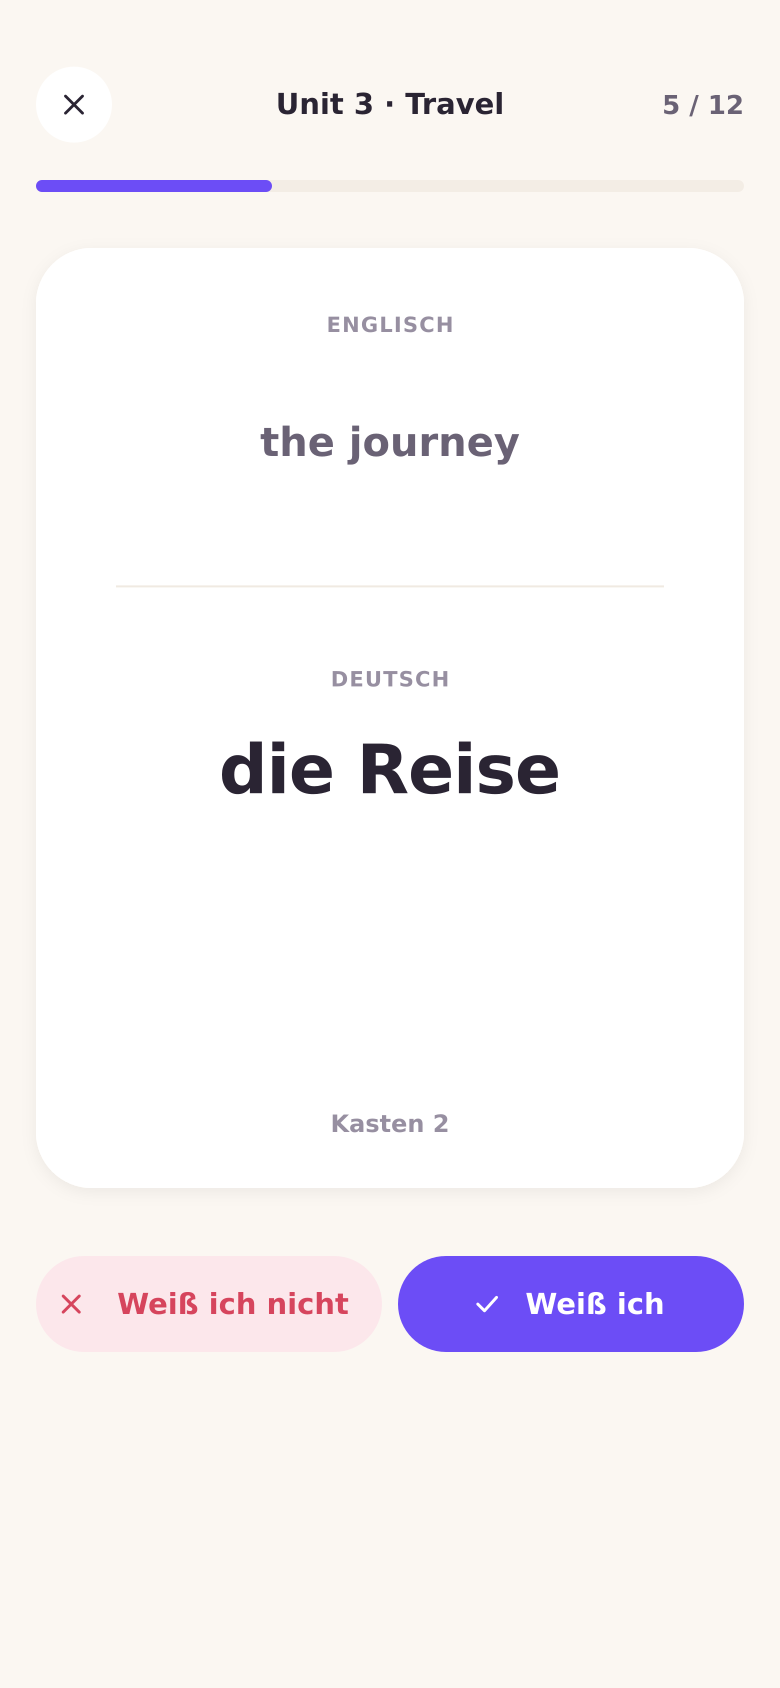 Unit 3 · Travel
5 / 12
ENGLISCH
the journey
DEUTSCH
die Reise
Kasten 2
Weiß ich nicht
Weiß ich